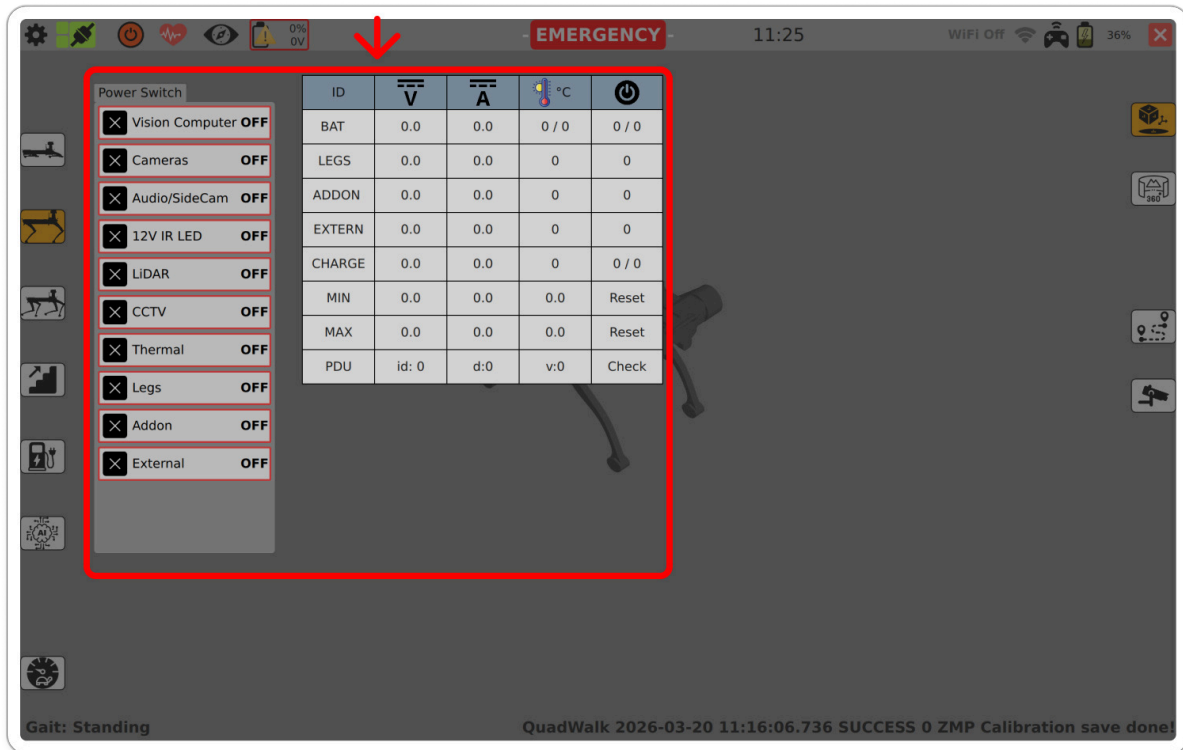 0%
0V
- EMERGENCY -
11:25
WiFi Off
36%
Power Switch
Vision Computer OFF
Cameras OFF
Audio/SideCam OFF
12V IR LED OFF
LiDAR OFF
CCTV OFF
Thermal OFF
Legs OFF
Addon OFF
External OFF
ID V A °C
BAT 0.0 0.0 0 / 0 0 / 0
LEGS 0.0 0.0 0 0
ADDON 0.0 0.0 0 0
EXTERN 0.0 0.0 0 0
CHARGE 0.0 0.0 0 0 / 0
MIN 0.0 0.0 0.0 Reset
MAX 0.0 0.0 0.0 Reset
PDU id: 0 d:0 v:0 Check
AI
360
Gait: Standing
QuadWalk 2026-03-20 11:16:06.736 SUCCESS 0 ZMP Calibration save done!